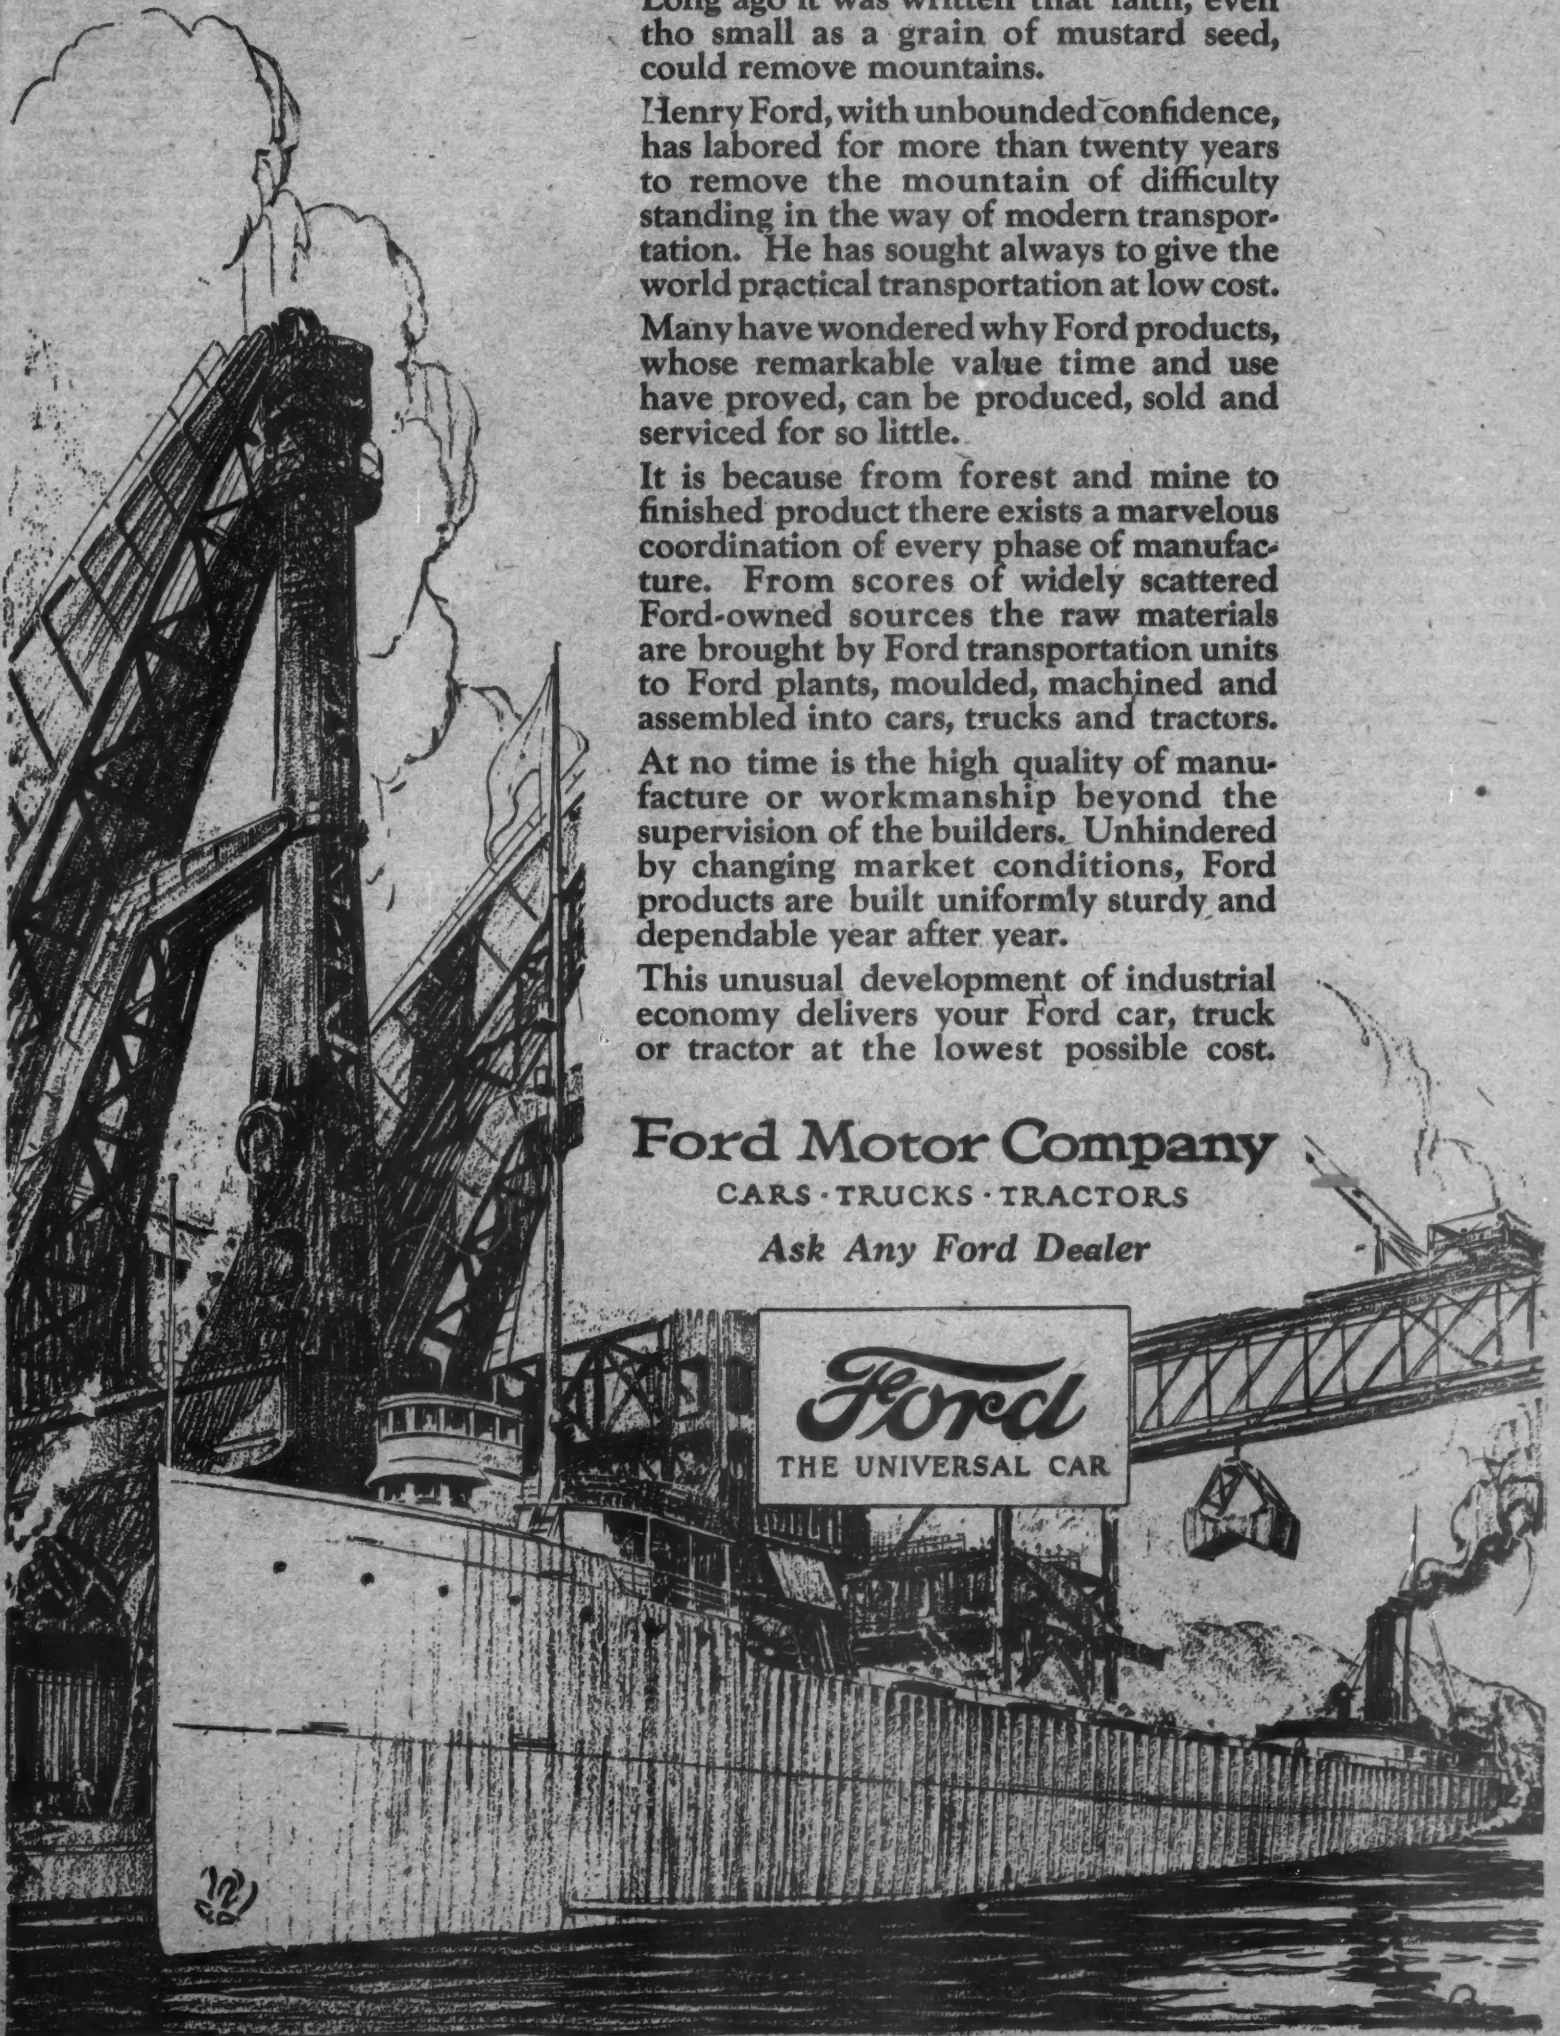 Long ago it was written that faith, even
tho small as a grain of mustard seed,
could remove mountains.
Henry Ford, with unbounded confidence,
has labored for more than twenty years
to remove the mountain of difficulty
standing in the way of modern transpor-
tation. He has sought always to give the
world practical transportation at low cost.
Many have wondered why Ford products,
whose remarkable value time and use
have proved, can be produced, sold and
serviced for so little.
It is because from forest and mine to
finished product there exists a marvelous
coordination of every phase of manufac-
ture. From scores of widely scattered
Ford-owned sources the raw materials
are brought by Ford transportation units
to Ford plants, moulded, machined and
assembled into cars, trucks and tractors.
At no time is the high quality of manu-
facture or workmanship beyond the
supervision of the builders. Unhindered
by changing market conditions, Ford
products are built uniformly sturdy and
dependable year after year.
This unusual development of industrial
economy delivers your Ford car, truck
or tractor at the lowest possible cost.
Ford Motor Company
CARS · TRUCKS · TRACTORS
Ask Any Ford Dealer
Ford
THE UNIVERSAL CAR